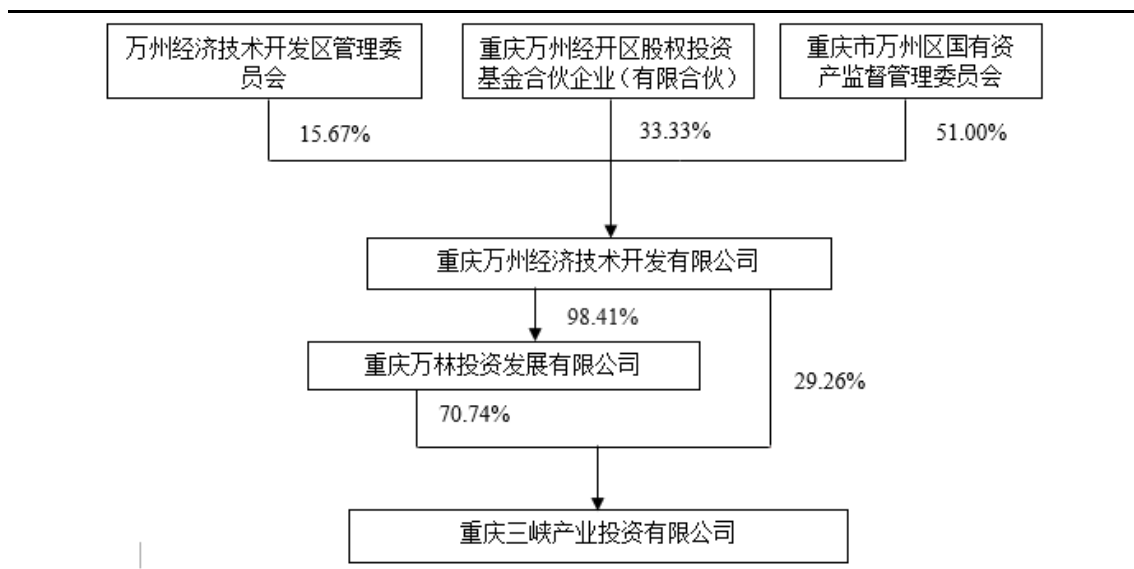 万州经济技术开发区管理委
员会
重庆万州经开区股权投资
基金合伙企业（有限合伙）
重庆市万州区国有资
产监督管理委员会
15.67%
33.33%
51.00%
重庆万州经济技术开发有限公司
98.41%
重庆万林投资发展有限公司
29.26%
70.74%
重庆三峡产业投资有限公司